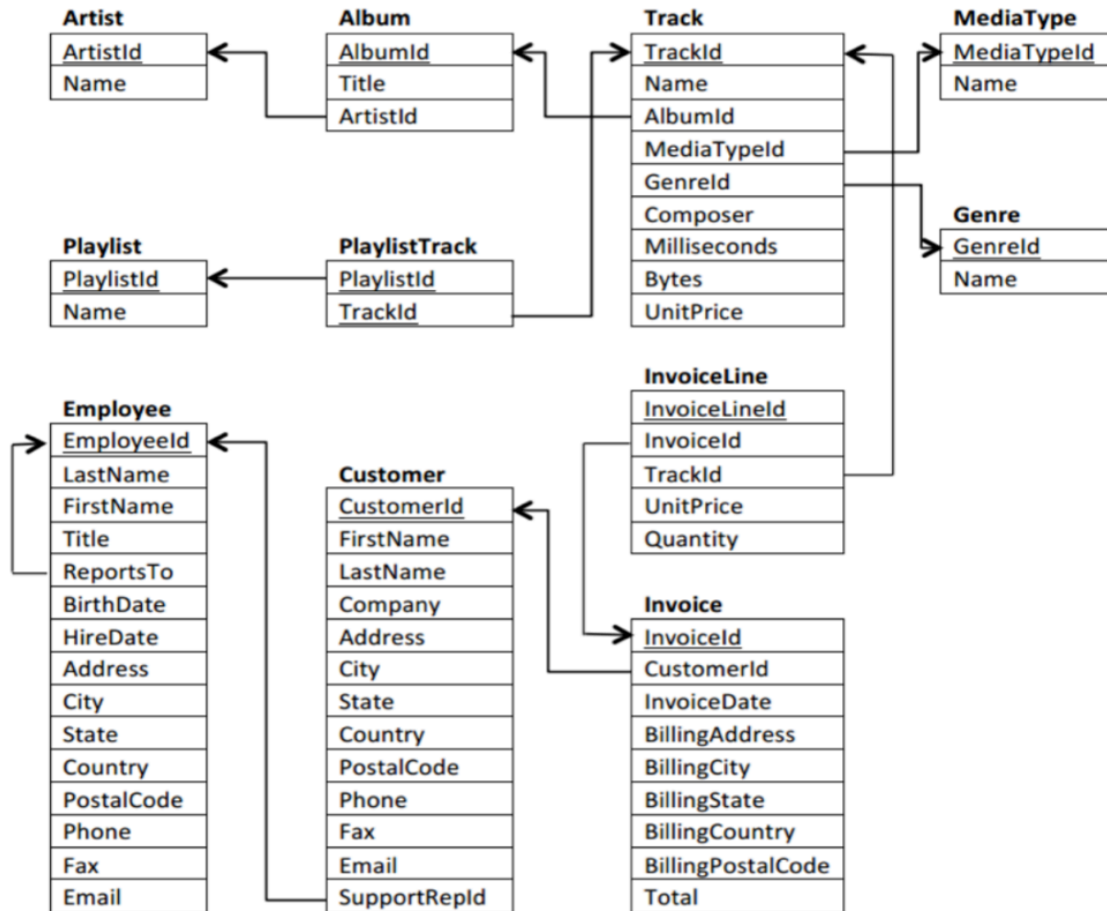 Artist
ArtistId
Name
Album
AlbumId
Title
ArtistId
Track
TrackId
Name
AlbumId
MediaTypeId
GenreId
Composer
Milliseconds
Bytes
UnitPrice
MediaType
MediaTypeId
Name
Genre
GenreId
Name
Playlist
PlaylistId
Name
PlaylistTrack
PlaylistId
TrackId
Employee
EmployeeId
LastName
FirstName
Title
ReportsTo
BirthDate
HireDate
Address
City
State
Country
PostalCode
Phone
Fax
Email
Customer
CustomerId
FirstName
LastName
Company
Address
City
State
Country
PostalCode
Phone
Fax
Email
SupportRepId
InvoiceLine
InvoiceLineId
InvoiceId
TrackId
UnitPrice
Quantity
Invoice
InvoiceId
CustomerId
InvoiceDate
BillingAddress
BillingCity
BillingState
BillingCountry
BillingPostalCode
Total